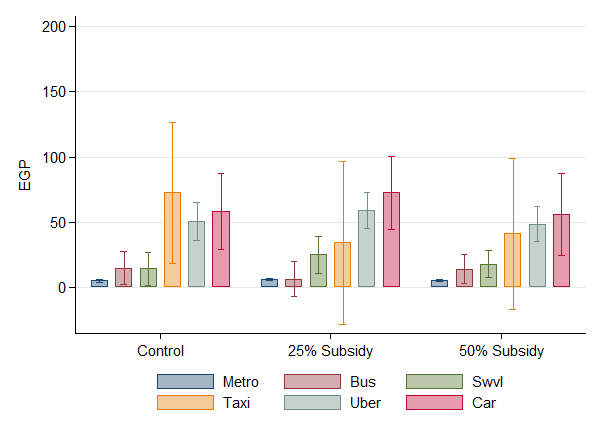 200
150
100
50
0
EGP
Control 25% Subsidy 50% Subsidy
Metro Bus Swvl
Taxi Uber Car